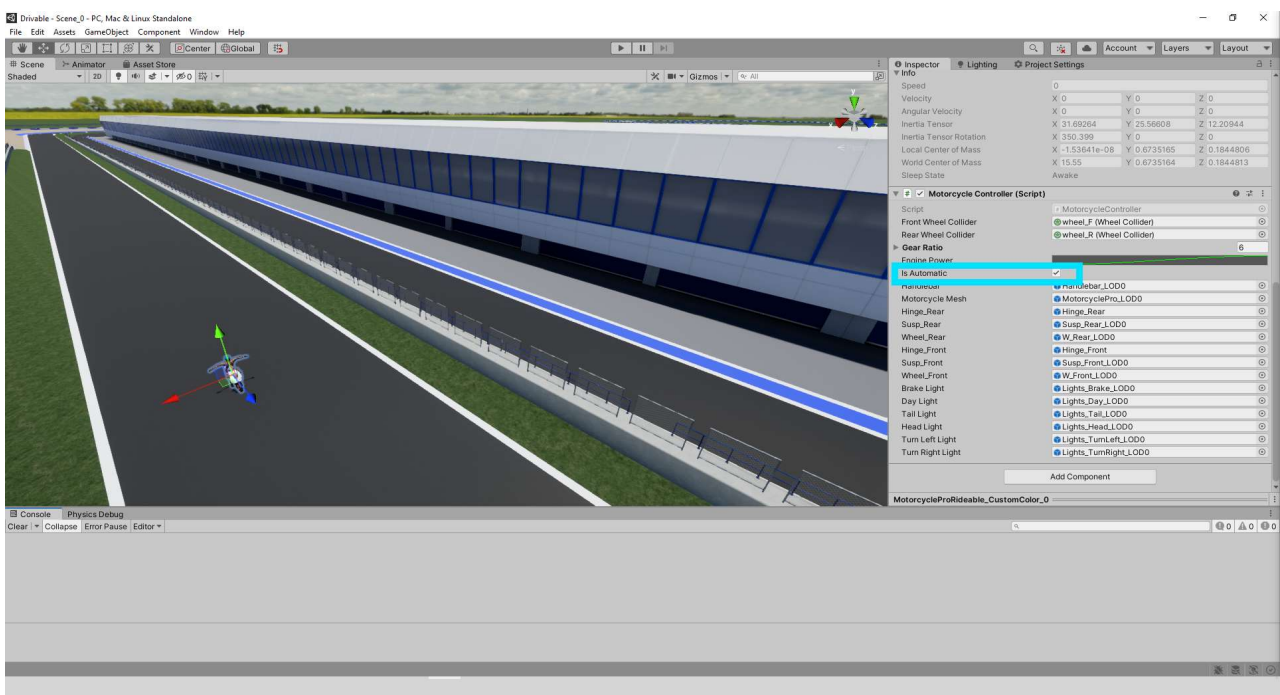 Drivable - Scene_0 - PC, Mac & Linux Standalone
File Edit Assets GameObject Component Window Help
Center Global
Account Layers Layout
Scene Animator Asset Store
Inspector Lighting Project Settings
Shaded 2D 0 Gizmos All
Info
Speed 0
Velocity X 0 Y 0 Z 0
Angular Velocity X 0 Y 0 Z 0
Inertia Tensor X 31.69264 Y 25.56608 Z 12.20944
Inertia Tensor Rotation X 350.399 Y 0 Z 0
Local Center of Mass X -1.53641e-08 Y 0.6735165 Z 0.1844806
World Center of Mass X 15.55 Y 0.6735164 Z 0.1844813
Sleep State Awake
Motorcycle Controller (Script)
Script MotorcycleController
Front Wheel Collider wheel_F (Wheel Collider)
Rear Wheel Collider wheel_R (Wheel Collider)
Gear Ratio 6
Engine Power
Is Automatic
Handlebar Handlebar_LOD0
Motorcycle Mesh MotorcyclePro_LOD0
Hinge_Rear Hinge_Rear
Susp_Rear Susp_Rear_LOD0
Wheel_Rear W_Rear_LOD0
Hinge_Front Hinge_Front
Susp_Front Susp_Front_LOD0
Wheel_Front W_Front_LOD0
Brake Light Lights_Brake_LOD0
Day Light Lights_Day_LOD0
Tail Light Lights_Tail_LOD0
Head Light Lights_Head_LOD0
Turn Left Light Lights_TurnLeft_LOD0
Turn Right Light Lights_TurnRight_LOD0
Add Component
MotorcycleProRideable_CustomColor_0
Console Physics Debug
Clear Collapse Error Pause Editor
0 0 0